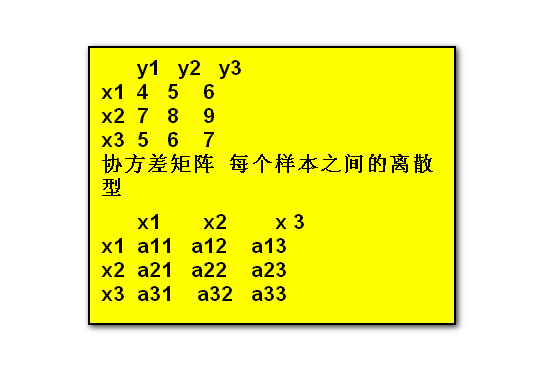 y1 y2 y3
x1 4 5 6
x2 7 8 9
x3 5 6 7
协方差矩阵 每个样本之间的离散
型
x1 x2 x 3
x1 a11 a12 a13
x2 a21 a22 a23
x3 a31 a32 a33